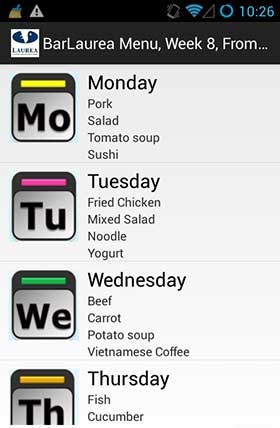 10:26
LAUREA
BarLaurea Menu, Week 8, From...
Mo
Monday
Pork
Salad
Tomato soup
Sushi
Tu
Tuesday
Fried Chicken
Mixed Salad
Noodle
Yogurt
We
Wednesday
Beef
Carrot
Potato soup
Vietnamese Coffee
Th
Thursday
Fish
Cucumber